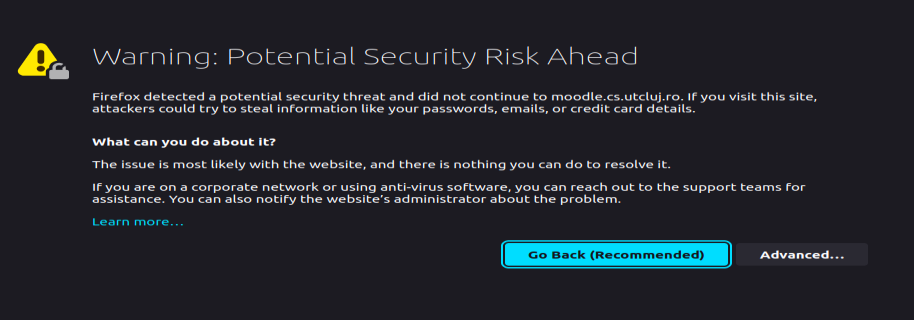 Warning: Potential Security Risk Ahead
Firefox detected a potential security threat and did not continue to moodle.cs.utcluj.ro. If you visit this site,
attackers could try to steal information like your passwords, emails, or credit card details.
What can you do about it?
The issue is most likely with the website, and there is nothing you can do to resolve it.
If you are on a corporate network or using anti-virus software, you can reach out to the support teams for
assistance. You can also notify the website's administrator about the problem.
Learn more...
Go Back (Recommended)
Advanced...